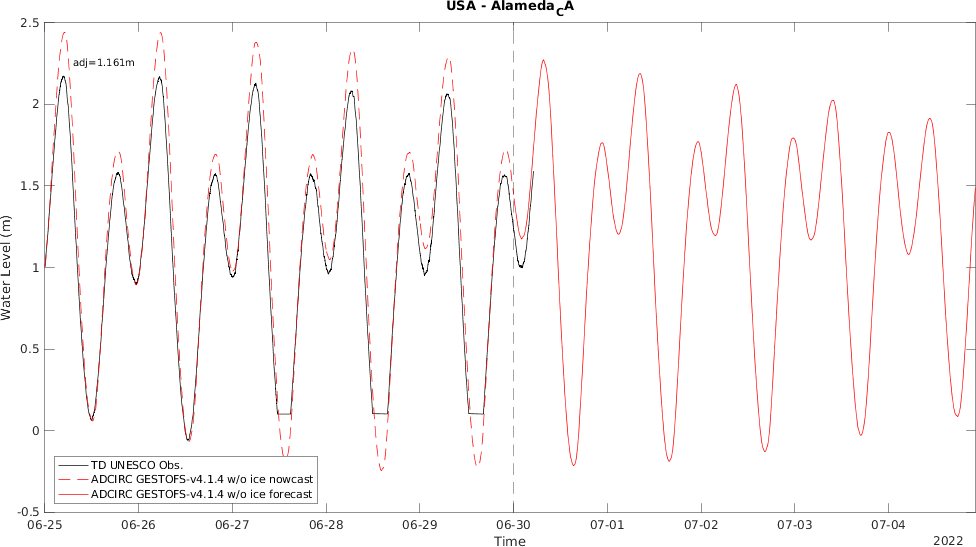 USA - Alameda_CA
2.5
adj=1.161m
2
1.5
Water Level (m)
1
0.5
0
TD UNESCO Obs.
ADCIRC GESTOFS-v4.1.4 w/o ice nowcast
ADCIRC GESTOFS-v4.1.4 w/o ice forecast
-0.5
06-25 06-26 06-27 06-28 06-29 06-30 07-01 07-02 07-03 07-04
Time
2022